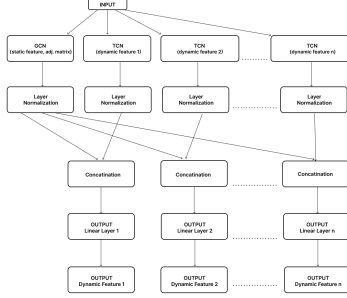 INPUT
GCN
(static feature, adj. matrix)
TCN
(dynamic feature 1)
TCN
(dynamic feature 2)
TCN
(dynamic feature n)
Layer
Normalization
Layer
Normalization
Layer
Normalization
Layer
Normalization
Concatination
Concatination
Concatination
OUTPUT
Linear Layer 1
OUTPUT
Linear Layer 2
OUTPUT
Linear Layer n
OUTPUT
Dynamic Feature 1
OUTPUT
Dynamic Feature 2
OUTPUT
Dynamic Feature n